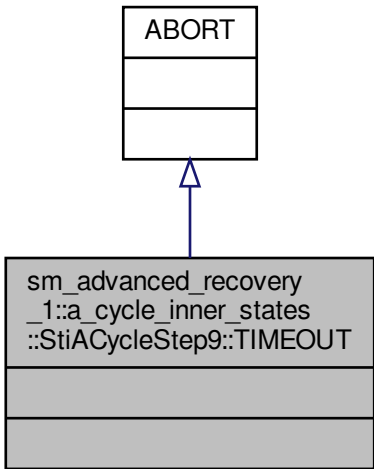 ABORT
sm_advanced_recovery
_1::a_cycle_inner_states
::StiACycleStep9::TIMEOUT